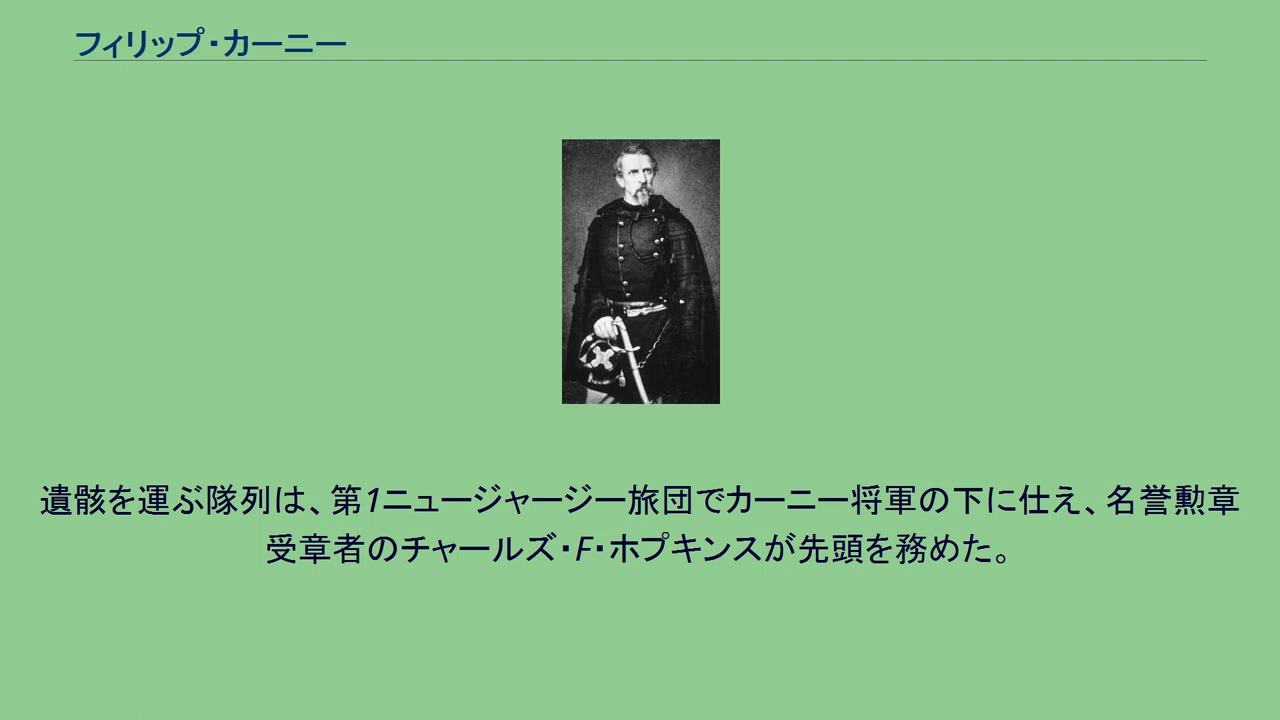 フィリップ・カーニー
遺骸を運ぶ隊列は、第1ニュージャージー旅団でカーニー将軍の下に仕え、名誉勲章
受章者のチャールズ・F・ホプキンスが先頭を務めた。